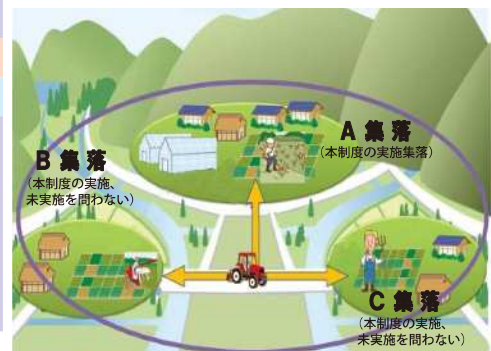 A 集 落
(本制度の実施集落)
B 集 落
(本制度の実施、
未実施を問わない)
C 集 落
(本制度の実施、
未実施を問わない)